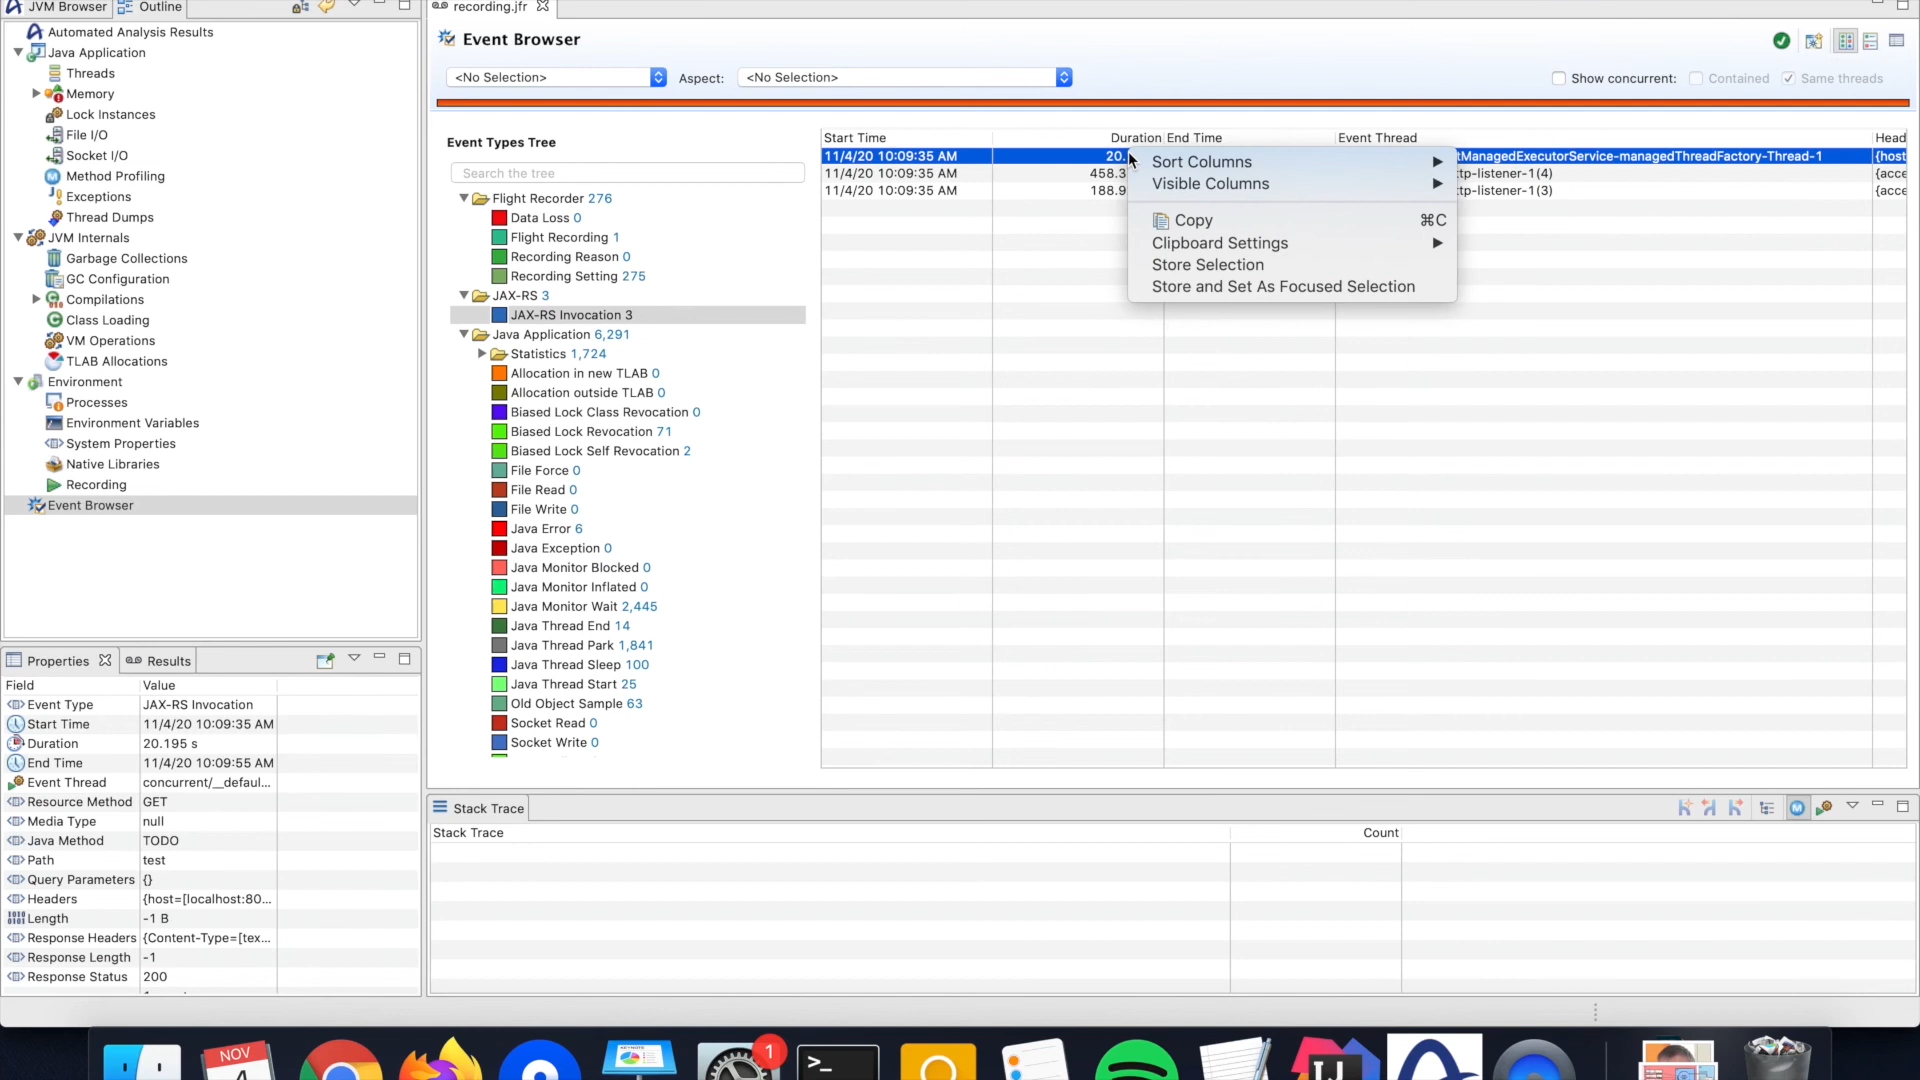 JVM Browser
Outline
Automated Analysis Results
Java Application
Threads
Memory
Lock Instances
File I/O
Socket I/O
Method Profiling
Exceptions
Thread Dumps
JVM Internals
Garbage Collections
GC Configuration
Compilations
Class Loading
VM Operations
TLAB Allocations
Environment
Processes
Environment Variables
System Properties
Native Libraries
Recording
Event Browser
Properties
Results
Field Value
Event Type JAX-RS Invocation
Start Time 11/4/20 10:09:35 AM
Duration 20.195 s
End Time 11/4/20 10:09:55 AM
Event Thread concurrent/__defaul...
Resource Method GET
Media Type null
Java Method TODO
Path test
Query Parameters {}
Headers {host=[localhost:80...
Length -1 B
Response Headers {Content-Type=[tex...
Response Length -1
Response Status 200
recording.jfr
Event Browser
<No Selection> Aspect: <No Selection>
Show concurrent: Contained Same threads
Event Types Tree
Search the tree
Flight Recorder 276
Data Loss 0
Flight Recording 1
Recording Reason 0
Recording Setting 275
JAX-RS 3
JAX-RS Invocation 3
Java Application 6,291
Statistics 1,724
Allocation in new TLAB 0
Allocation outside TLAB 0
Biased Lock Class Revocation 0
Biased Lock Revocation 71
Biased Lock Self Revocation 2
File Force 0
File Read 0
File Write 0
Java Error 6
Java Exception 0
Java Monitor Blocked 0
Java Monitor Inflated 0
Java Monitor Wait 2,445
Java Thread End 14
Java Thread Park 1,841
Java Thread Sleep 100
Java Thread Start 25
Old Object Sample 63
Socket Read 0
Socket Write 0
Start Time Duration End Time Event Thread Head
11/4/20 10:09:35 AM 20. tManagedExecutorService-managedThreadFactory-Thread-1 {host
11/4/20 10:09:35 AM 458.3 tp-listener-1(4) {acce
11/4/20 10:09:35 AM 188.9 tp-listener-1(3) {acce
Sort Columns
Visible Columns
Copy ⌘C
Clipboard Settings
Store Selection
Store and Set As Focused Selection
Stack Trace
Stack Trace Count
NOV
1
>_
IJ